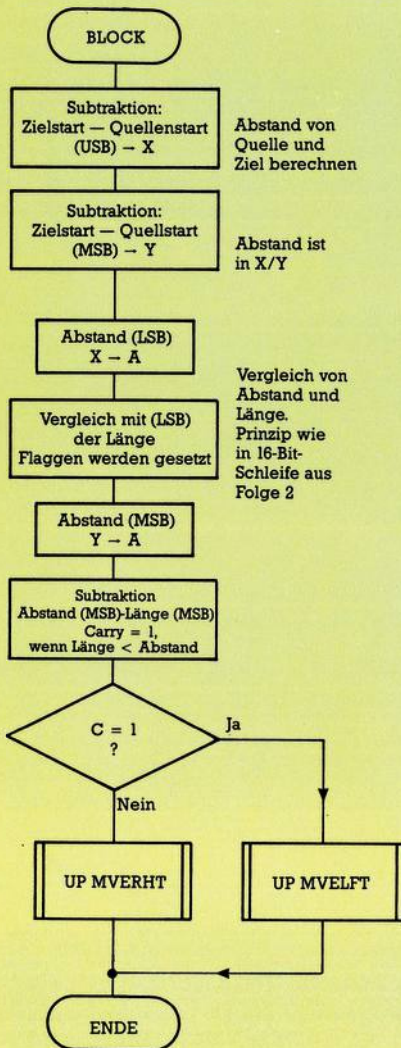 BLOCK
Subtraktion:
Zielstart — Quellenstart
(USB) → X
Abstand von
Quelle und
Ziel berechnen
Subtraktion:
Zielstart — Quellstart
(MSB) → Y
Abstand ist
in X/Y
Abstand (LSB)
X → A
Vergleich mit (LSB)
der Länge
Flaggen werden gesetzt
Vergleich von
Abstand und
Länge.
Prinzip wie
in 16-Bit-
Schleife aus
Folge 2
Abstand (MSB)
Y → A
Subtraktion
Abstand (MSB)-Länge (MSB)
Carry = 1,
wenn Länge < Abstand
C = 1
?
Ja
Nein
UP MVERHT
UP MVELFT
ENDE